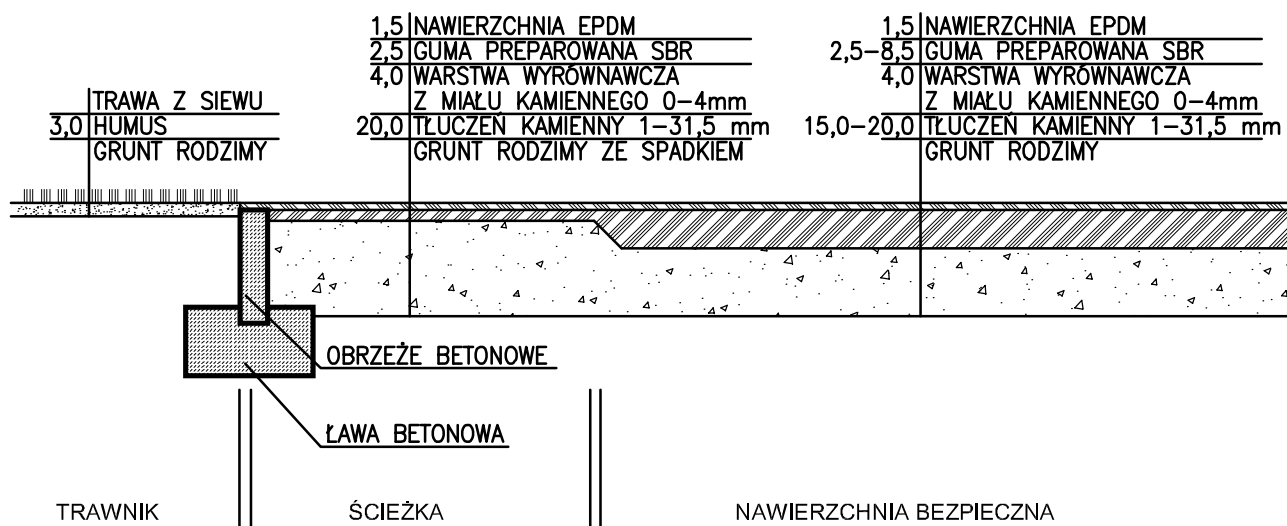 TRAWA Z SIEWU
3,0 HUMUS
GRUNT RODZIMY
1,5 NAWIERZCHNIA EPDM
2,5 GUMA PREPAROWANA SBR
4,0 WARSTWA WYRÓWNAWCZA
Z MIAŁU KAMIENNEGO 0-4mm
20,0 TŁUCZEŃ KAMIENNY 1-31,5 mm
GRUNT RODZIMY ZE SPADKIEM
1,5 NAWIERZCHNIA EPDM
2,5-8,5 GUMA PREPAROWANA SBR
4,0 WARSTWA WYRÓWNAWCZA
Z MIAŁU KAMIENNEGO 0-4mm
15,0-20,0 TŁUCZEŃ KAMIENNY 1-31,5 mm
GRUNT RODZIMY
OBRZEŻE BETONOWE
ŁAWA BETONOWA
TRAWNIK
ŚCIEŻKA
NAWIERZCHNIA BEZPIECZNA